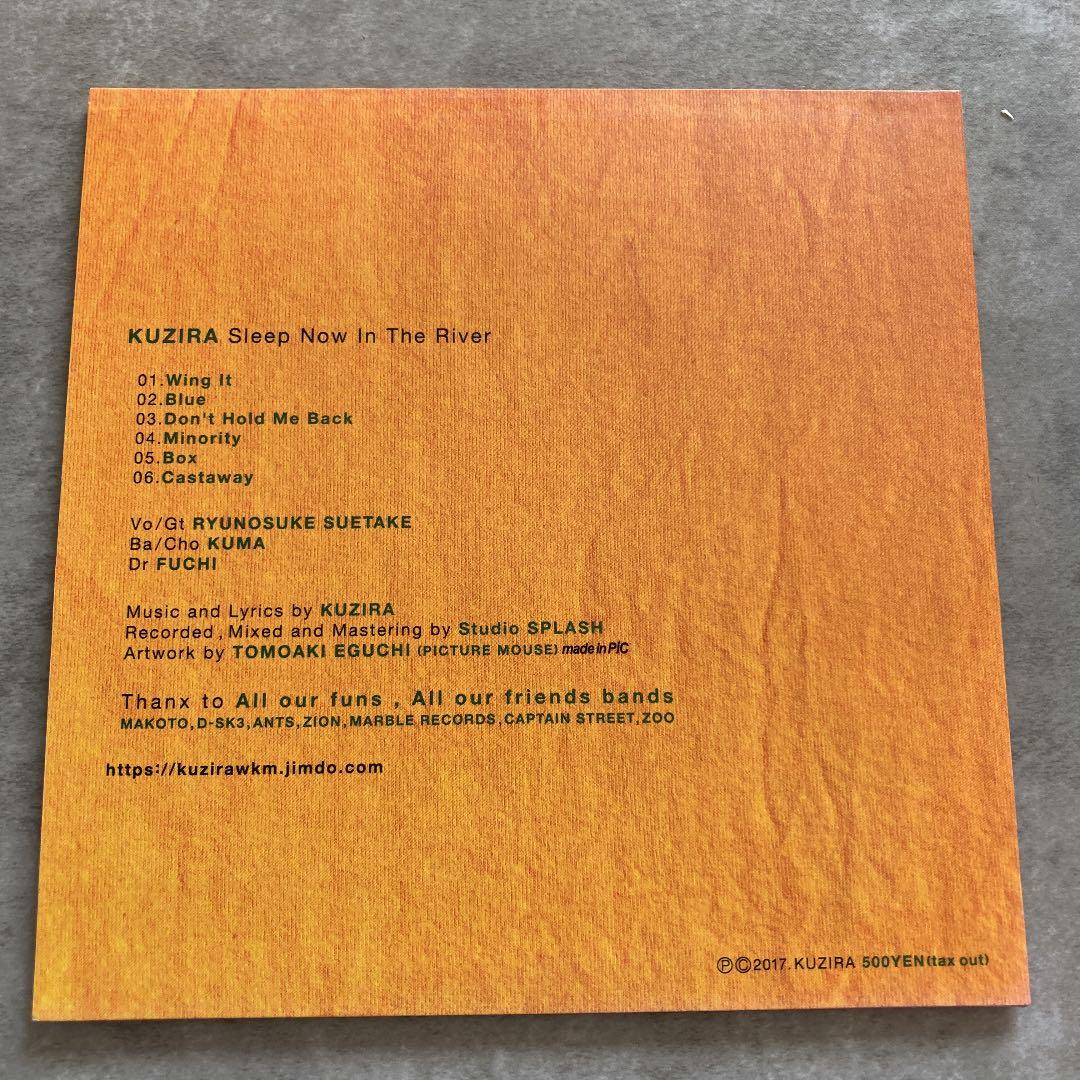 KUZIRA Sleep Now In The River
01.Wing It
02.Blue
03.Don't Hold Me Back
04.Minority
05.Box
06.Castaway
Vo/Gt RYUNOSUKE SUETAKE
Ba/Cho KUMA
Dr FUCHI
Music and Lyrics by KUZIRA
Recorded , Mixed and Mastering by Studio SPLASH
Artwork by TOMOAKI EGUCHI (PICTURE MOUSE) made in P/C
Thanx to All our funs , All our friends bands
MAKOTO,D-SK3,ANTS,ZION,MARBLE RECORDS,CAPTAIN STREET,ZOO
https://kuzirawkm.jimdo.com
℗©2017. KUZIRA 500YEN(tax out)